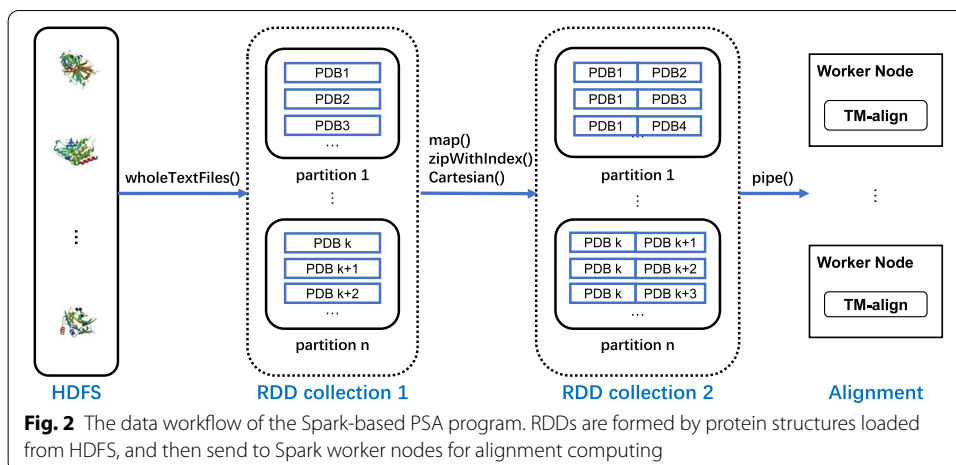 wholeTextFiles()
HDFS
PDB1
PDB2
PDB3
...
partition 1
...
PDB k
PDB k+1
PDB k+2
...
partition n
RDD collection 1
map()
zipWithIndex()
Cartesian()
PDB1 PDB2
PDB1 PDB3
PDB1 PDB4
...
partition 1
...
PDB k PDB k+1
PDB k PDB k+2
PDB k PDB k+3
...
partition n
RDD collection 2
pipe()
Worker Node
TM-align
...
Worker Node
TM-align
Alignment
Fig. 2 The data workflow of the Spark-based PSA program. RDDs are formed by protein structures loaded
from HDFS, and then send to Spark worker nodes for alignment computing